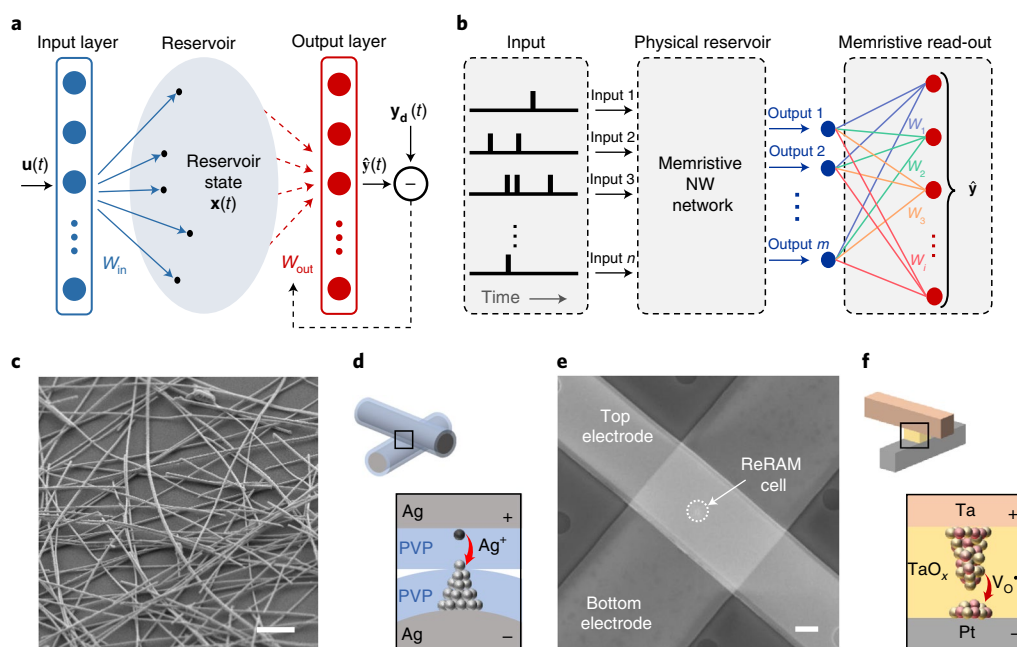 a
Input layer
Reservoir
Output layer
u(t)
W_in
Reservoir
state
x(t)
W_out
y_d(t)
ŷ(t)
−
b
Input
Physical reservoir
Memristive read-out
Input 1
Input 2
Input 3
Input n
Time
Memristive
NW
network
Output 1
Output 2
Output m
W_1
W_2
W_3
W_i
ŷ
c
d
Ag
+
PVP
Ag⁺
PVP
Ag
−
e
Top
electrode
ReRAM
cell
Bottom
electrode
f
Ta
+
TaO_x
V_O^•
Pt
−